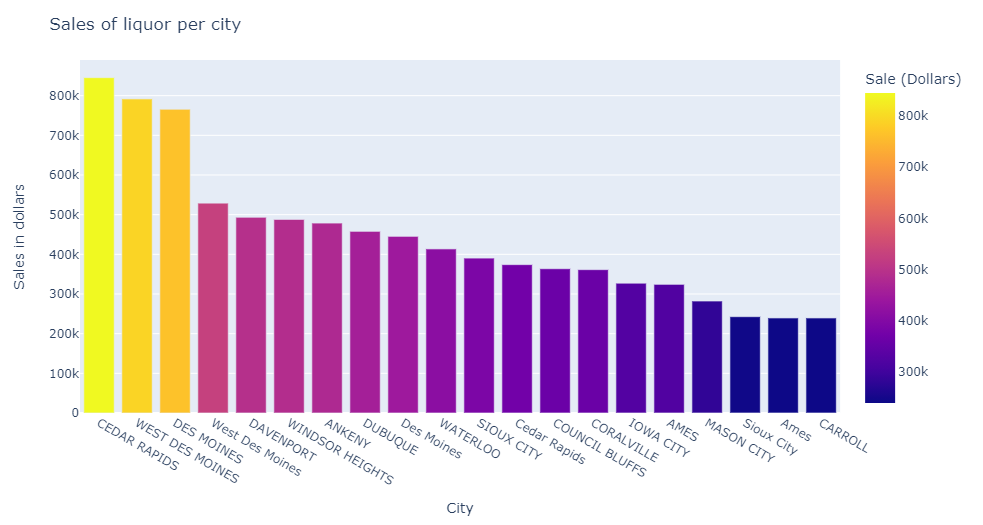 Sales of liquor per city
Sale (Dollars)
800k
700k
600k
500k
400k
300k
200k
100k
0
Sales in dollars
CEDAR RAPIDS
WEST DES MOINES
DES MOINES
West Des Moines
DAVENPORT
WINDSOR HEIGHTS
ANKENY
DUBUQUE
Des Moines
WATERLOO
SIOUX CITY
Cedar Rapids
COUNCIL BLUFFS
CORALVILLE
IOWA CITY
AMES
MASON CITY
Sioux City
Ames
CARROLL
City
800k
700k
600k
500k
400k
300k